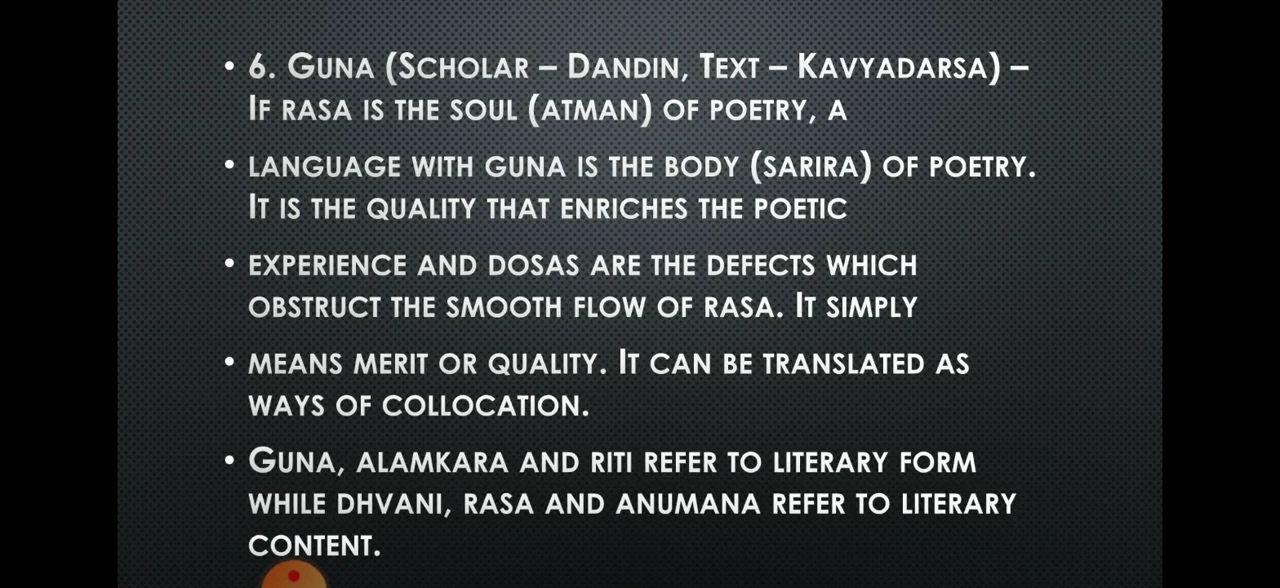 • 6. Guna (Scholar – Dandin, Text – Kavyadarsa) –
If rasa is the soul (atman) of poetry, a
• language with guna is the body (sarira) of poetry.
It is the quality that enriches the poetic
• experience and dosas are the defects which
obstruct the smooth flow of rasa. It simply
• means merit or quality. It can be translated as
ways of collocation.
• Guna, alamkara and riti refer to literary form
while dhvani, rasa and anumana refer to literary
content.